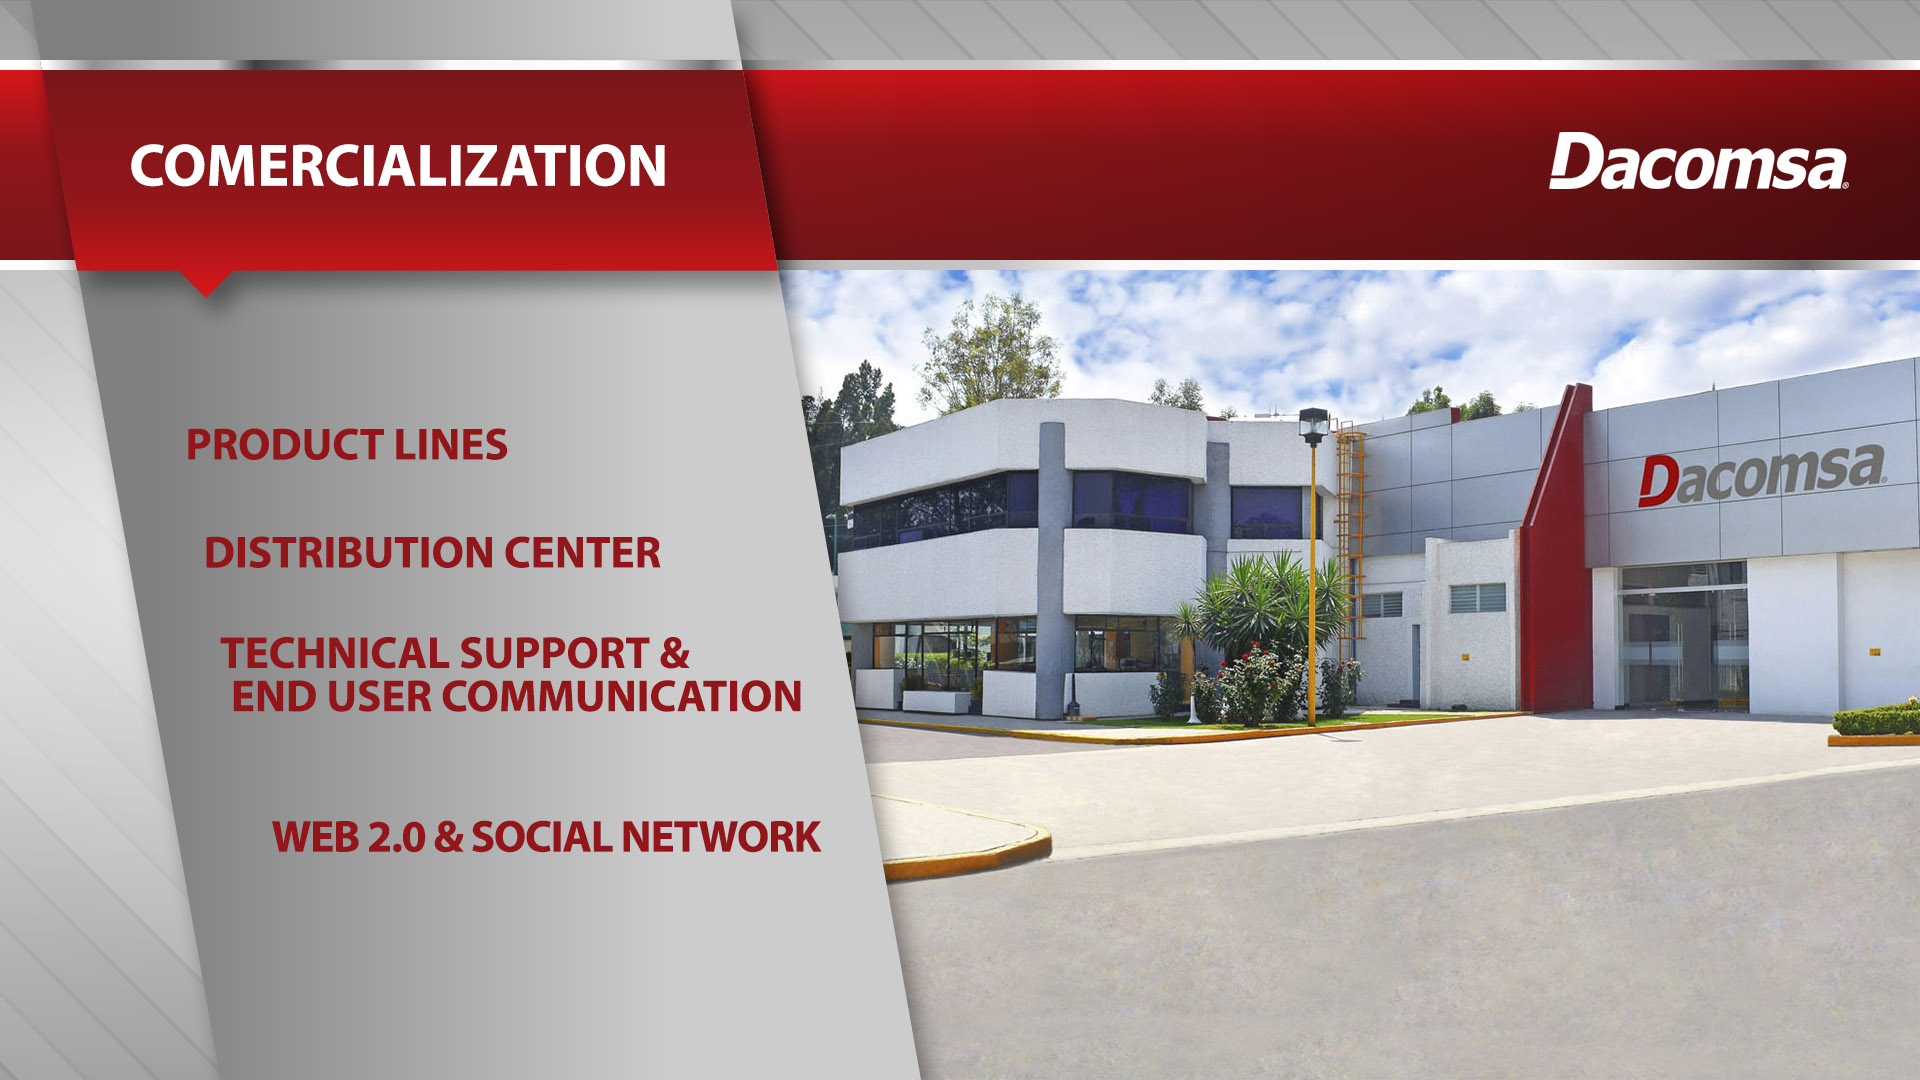 COMERCIALIZATION
Dacomsa®
PRODUCT LINES
DISTRIBUTION CENTER
TECHNICAL SUPPORT &
END USER COMMUNICATION
WEB 2.0 & SOCIAL NETWORK
Dacomsa®